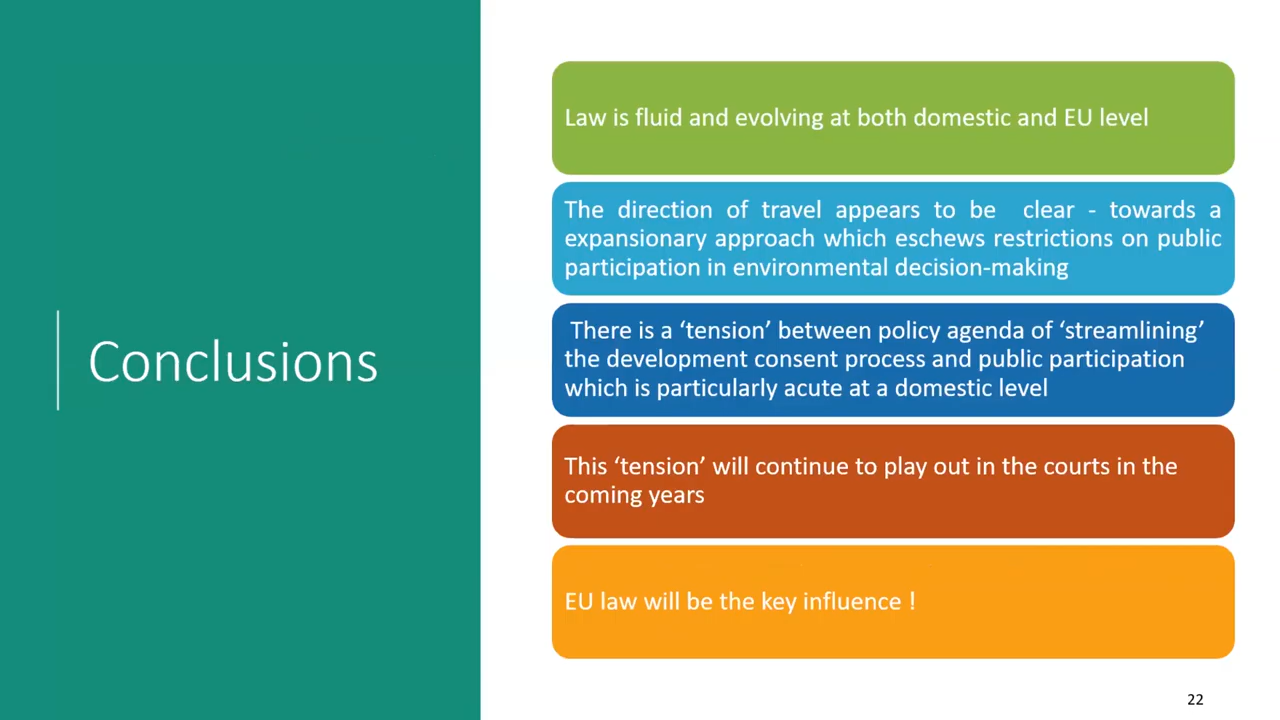 Conclusions
Law is fluid and evolving at both domestic and EU level
The direction of travel appears to be clear - towards a
expansionary approach which eschews restrictions on public
participation in environmental decision-making
There is a ‘tension’ between policy agenda of ‘streamlining’
the development consent process and public participation
which is particularly acute at a domestic level
This ‘tension’ will continue to play out in the courts in the
coming years
EU law will be the key influence !
22